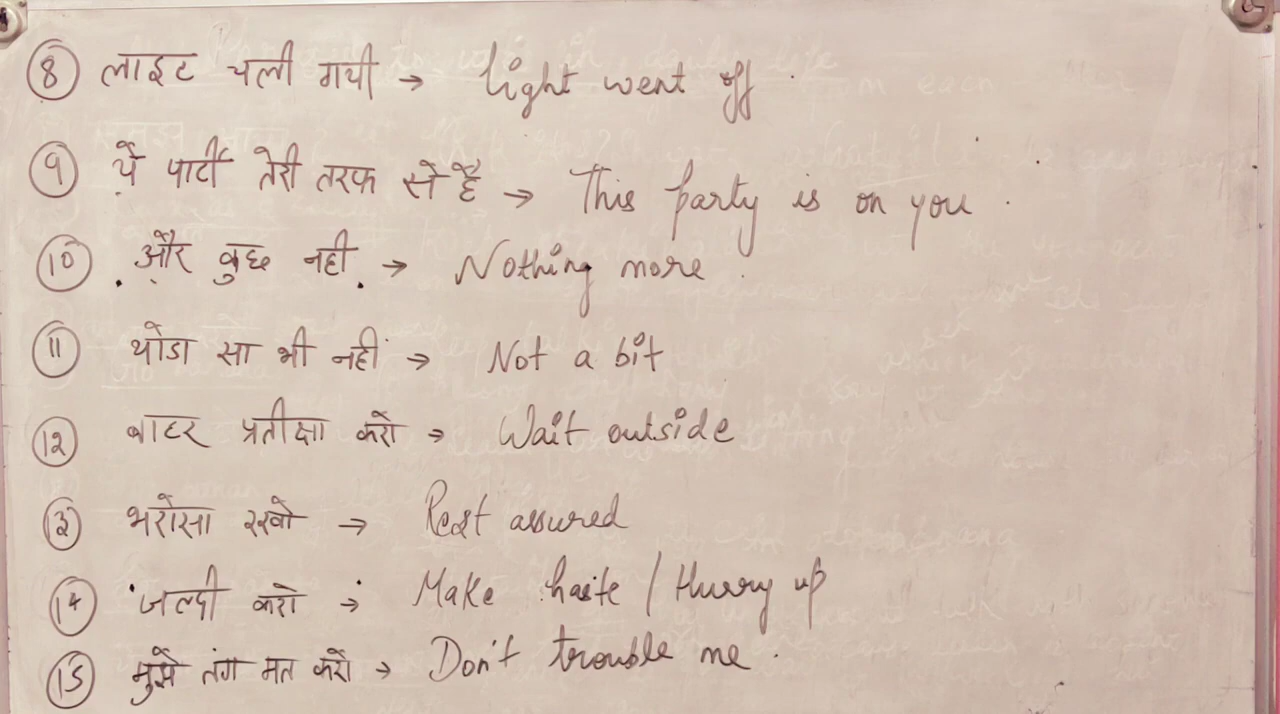 8 लाइट चली गयी → light went off .
9 ये पार्टी तेरी तरफ से है → This party is on you .
10 और कुछ नही → Nothing more .
11 थोडा सा भी नहीं → Not a bit
12 बाहर प्रतीक्षा करो → Wait outside
13 भरोसा रखो → Rest assured
14 जल्दी करो → Make haste / Hurry up
15 मुझे तंग मत करो → Don't trouble me .